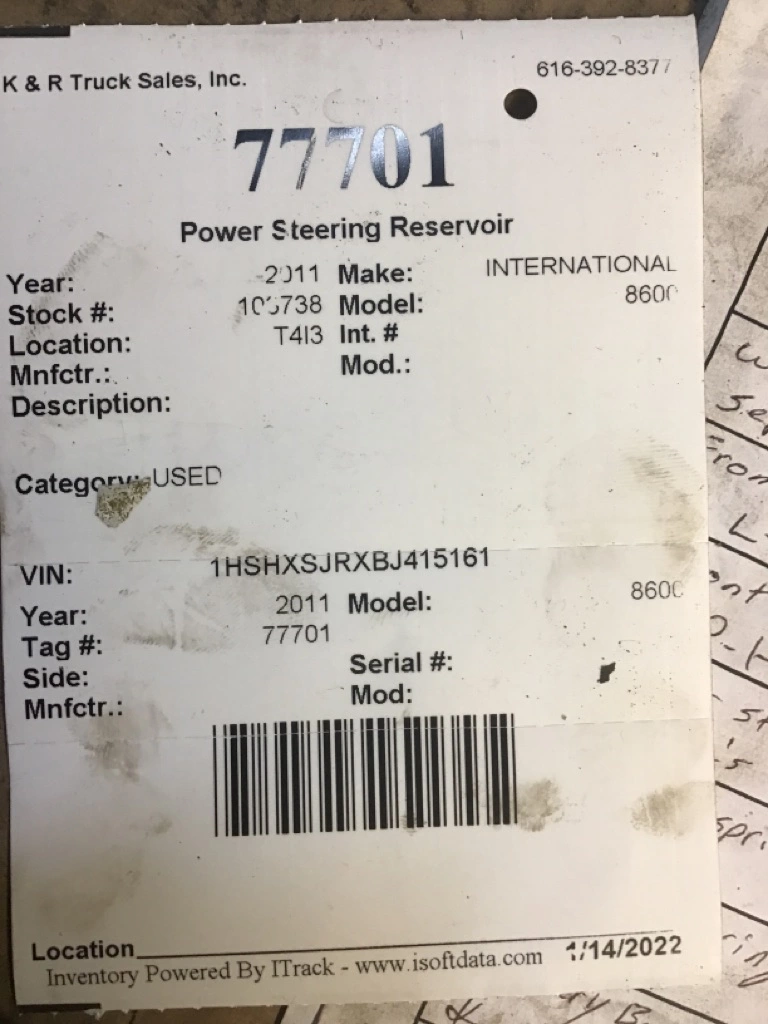 K & R Truck Sales, Inc. 616-392-8377
77701
Power Steering Reservoir
Year: 2011 Make: INTERNATIONAL
Stock #: Model: 8600
Location: T4I3 Int. #
Mnfctr.: Mod.:
Description:
Category: USED
VIN: 1HSHXSJRXBJ415161
Year: 2011 Model: 8600
Tag #: 77701
Side: Serial #:
Mnfctr.: Mod:
Location
Inventory Powered By ITrack - www.isoftdata.com 1/14/2022